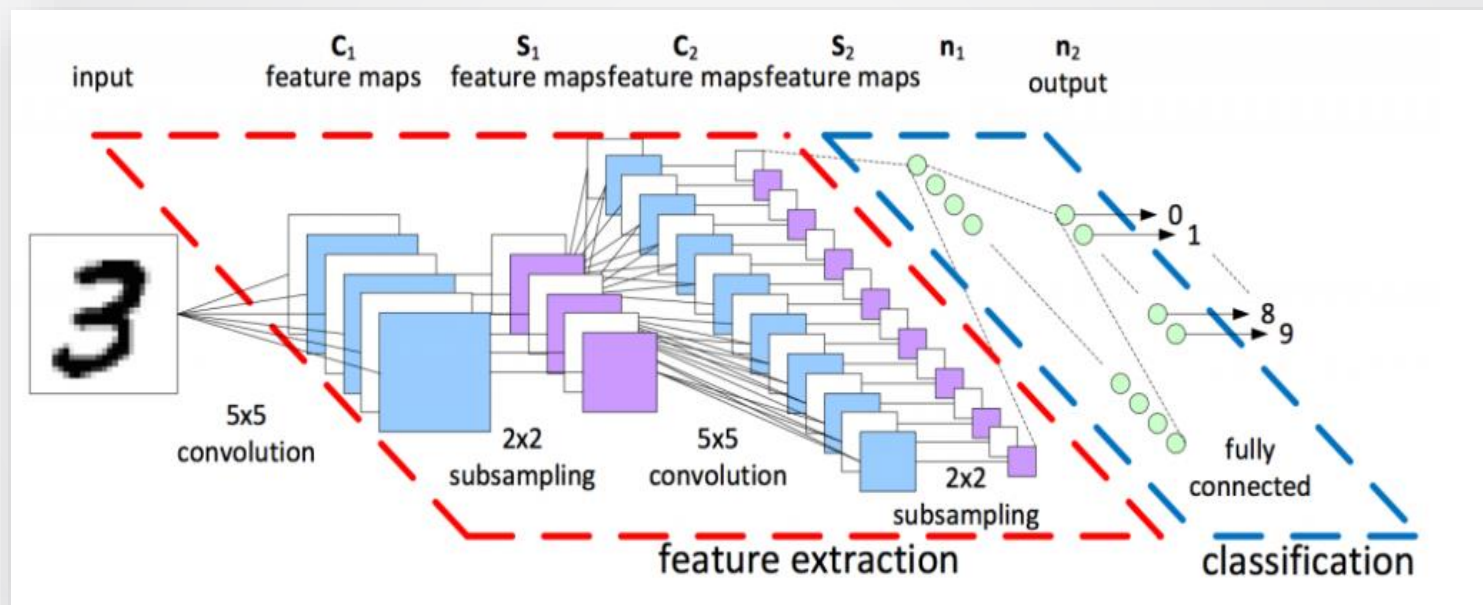 input
C1
feature maps
S1
feature maps
C2
feature maps
S2
feature maps
n1
n2
output
3
5x5
convolution
2x2
subsampling
5x5
convolution
2x2
subsampling
0
1
8
9
fully
connected
feature extraction
classification